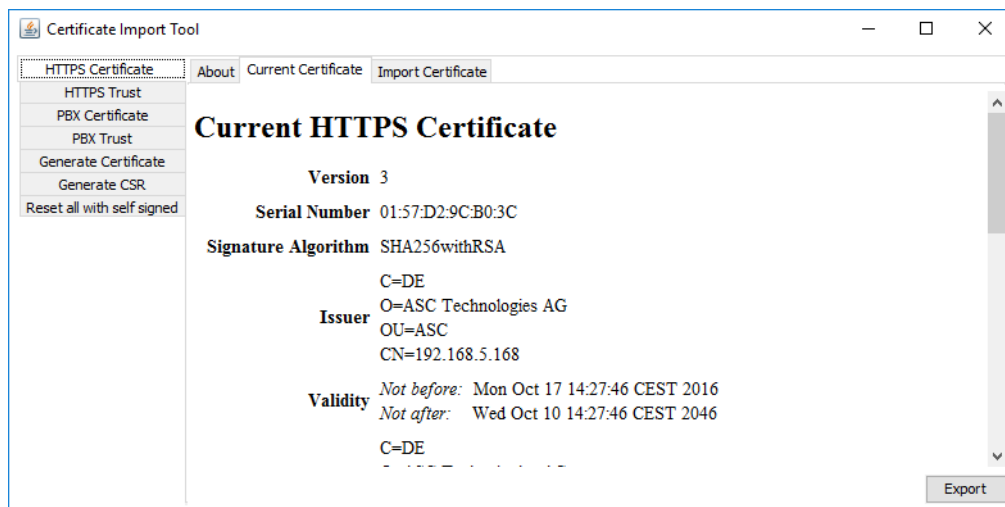 Certificate Import Tool
HTTPS Certificate
HTTPS Trust
PBX Certificate
PBX Trust
Generate Certificate
Generate CSR
Reset all with self signed
About Current Certificate Import Certificate
Current HTTPS Certificate
Version 3
Serial Number 01:57:D2:9C:B0:3C
Signature Algorithm SHA256withRSA
Issuer C=DE
O=ASC Technologies AG
OU=ASC
CN=192.168.5.168
Validity Not before: Mon Oct 17 14:27:46 CEST 2016
Not after: Wed Oct 10 14:27:46 CEST 2046
C=DE
Export